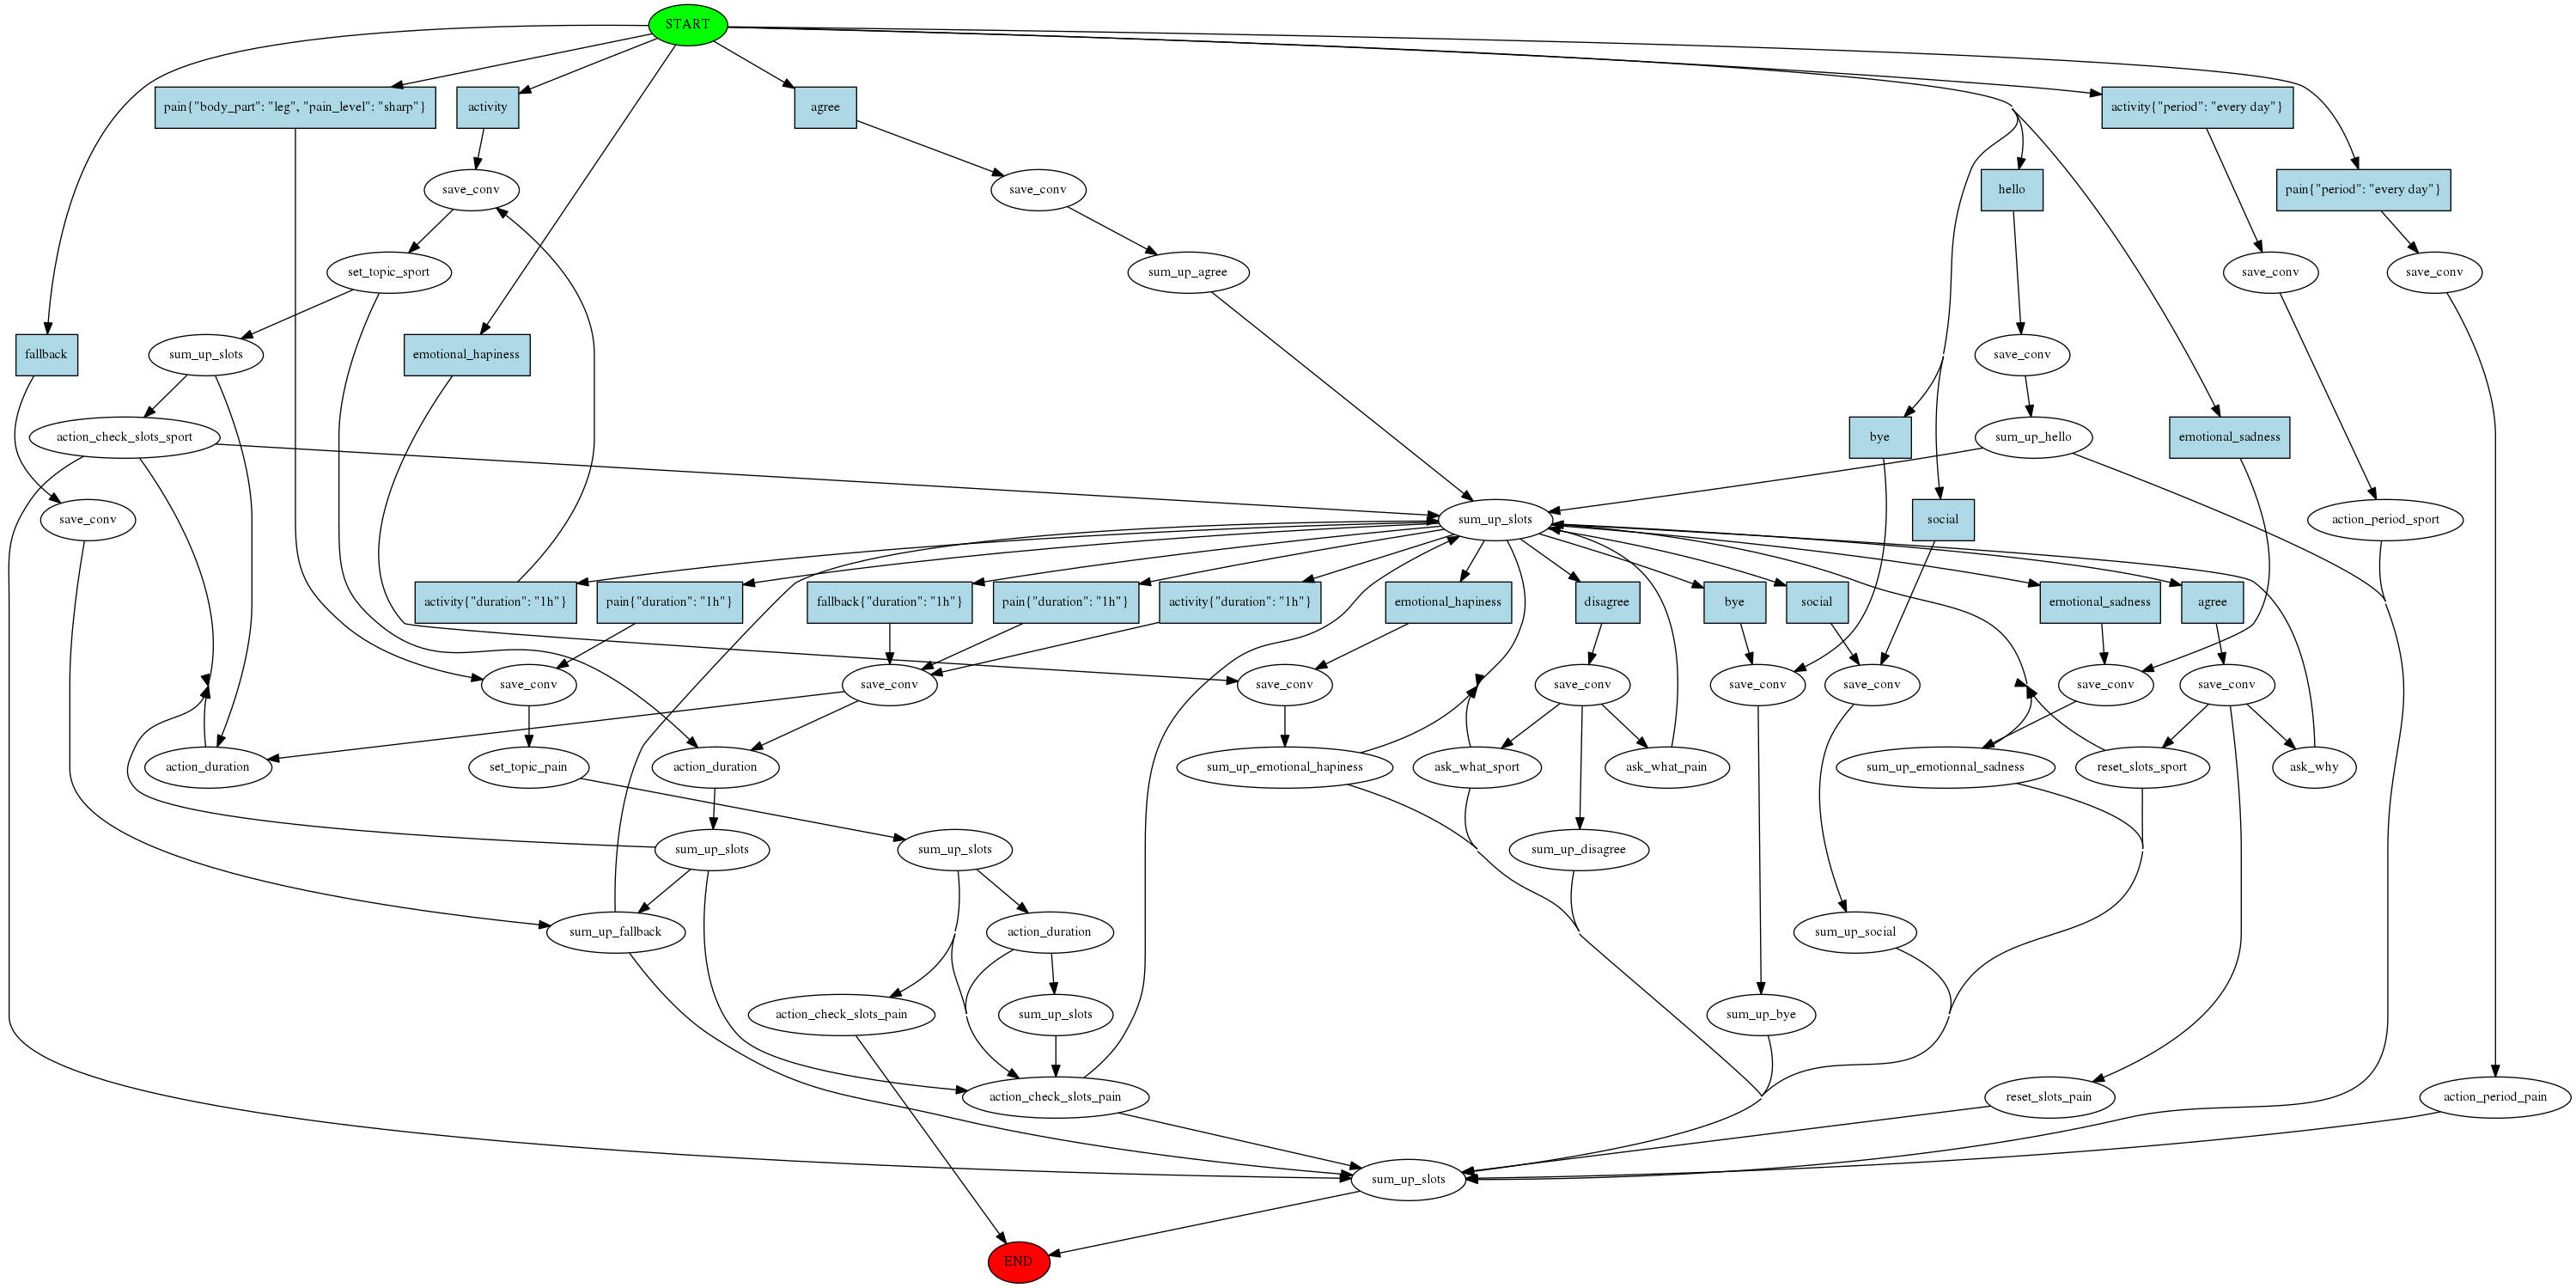 START
pain{"body_part": "leg", "pain_level": "sharp"}
activity
agree
activity{"period": "every day"}
save_conv
save_conv
hello
pain{"period": "every day"}
set_topic_sport
sum_up_agree
save_conv
save_conv
fallback
sum_up_slots
emotional_hapiness
save_conv
action_check_slots_sport
bye
sum_up_hello
emotional_sadness
save_conv
sum_up_slots
social
action_period_sport
activity{"duration": "1h"}
pain{"duration": "1h"}
fallback{"duration": "1h"}
pain{"duration": "1h"}
activity{"duration": "1h"}
emotional_hapiness
disagree
bye
social
emotional_sadness
agree
save_conv
save_conv
save_conv
save_conv
save_conv
save_conv
save_conv
save_conv
action_duration
set_topic_pain
action_duration
sum_up_emotional_hapiness
ask_what_sport
ask_what_pain
sum_up_emotionnal_sadness
reset_slots_sport
ask_why
sum_up_slots
sum_up_slots
sum_up_disagree
sum_up_fallback
action_duration
sum_up_social
action_check_slots_pain
sum_up_slots
sum_up_bye
action_check_slots_pain
reset_slots_pain
action_period_pain
sum_up_slots
END